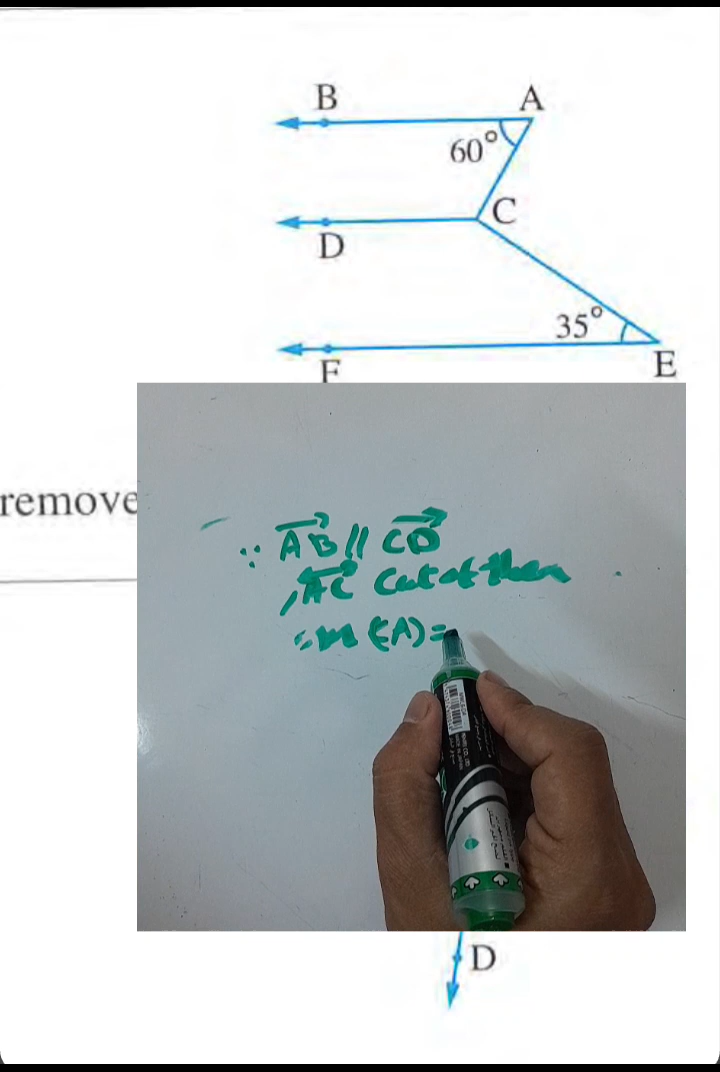 B
A
60°
C
D
35°
F
E
remove
∵ AB // CD
, AC Cut of them
∴ m(∠A)=
D